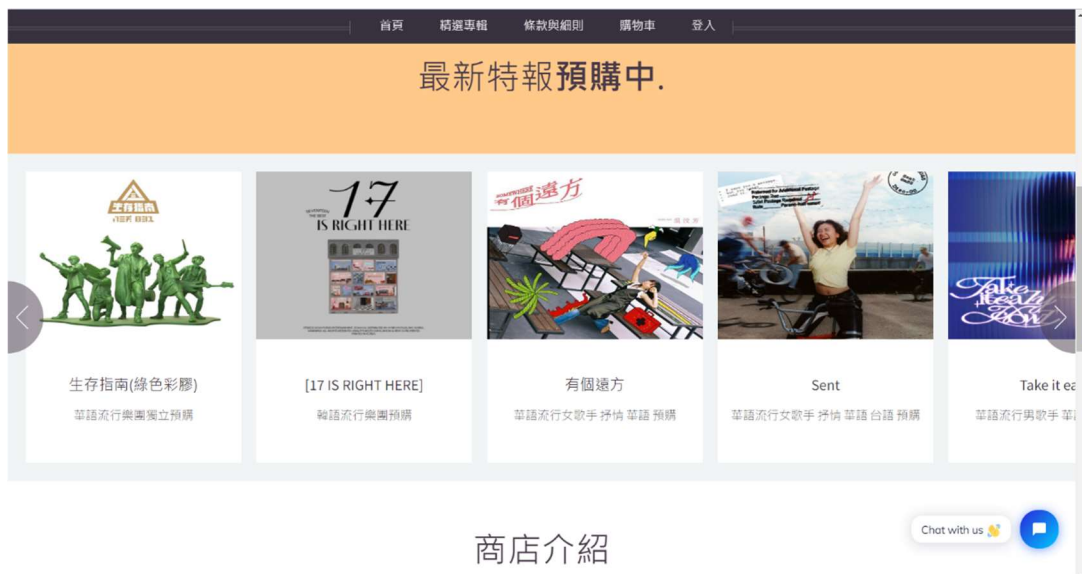 首頁 精選專輯 條款與細則 購物車 登入
最新特報預購中.
生存指南
17
IS RIGHT HERE
有個遠方
Take
it easy
now
生存指南(綠色彩膠)
華語流行樂團獨立預購
[17 IS RIGHT HERE]
韓語流行樂團預購
有個遠方
華語流行女歌手 抒情 華語 預購
Sent
華語流行女歌手 抒情 華語 台語 預購
Take it ea
華語流行男歌手 華
商店介紹
Chat with us 👋